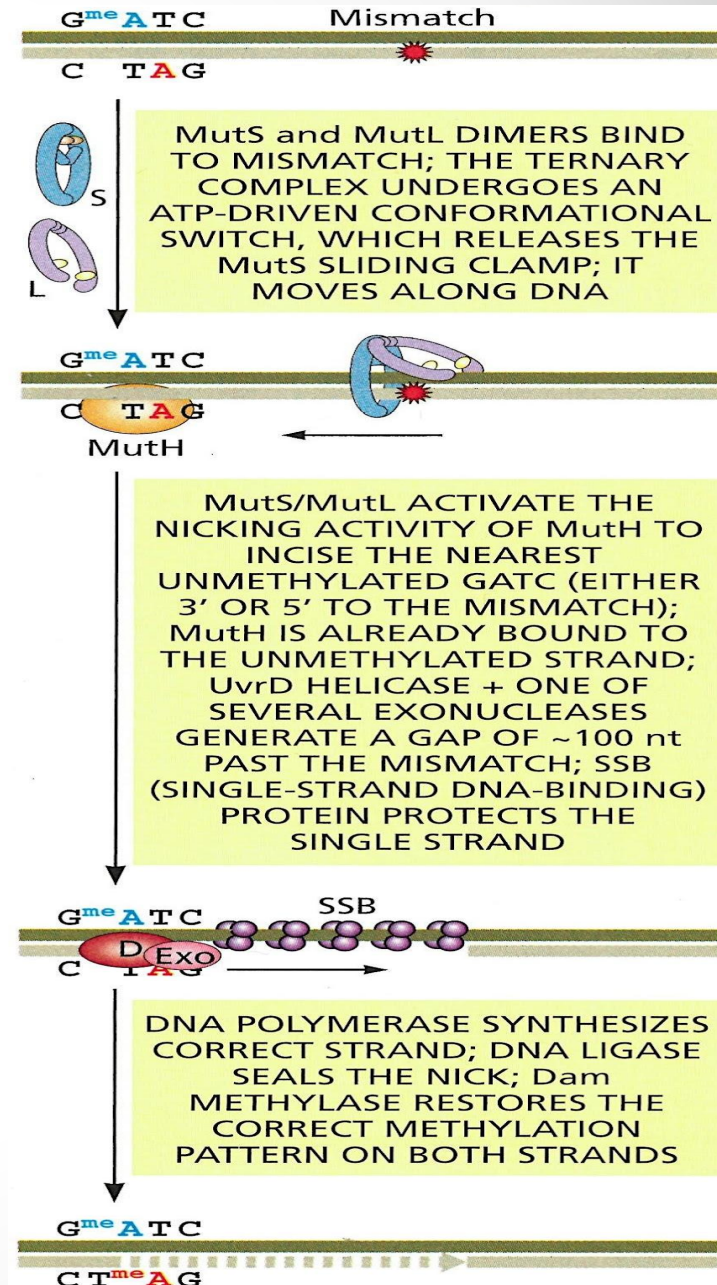 GmeATC Mismatch
C TAG
MutS and MutL DIMERS BIND
TO MISMATCH; THE TERNARY
COMPLEX UNDERGOES AN
ATP-DRIVEN CONFORMATIONAL
SWITCH, WHICH RELEASES THE
MutS SLIDING CLAMP; IT
MOVES ALONG DNA
S
L
GmeATC
C TAG
MutH
MutS/MutL ACTIVATE THE
NICKING ACTIVITY OF MutH TO
INCISE THE NEAREST
UNMETHYLATED GATC (EITHER
3′ OR 5′ TO THE MISMATCH);
MutH IS ALREADY BOUND TO
THE UNMETHYLATED STRAND;
UvrD HELICASE + ONE OF
SEVERAL EXONUCLEASES
GENERATE A GAP OF ~100 nt
PAST THE MISMATCH; SSB
(SINGLE-STRAND DNA-BINDING)
PROTEIN PROTECTS THE
SINGLE STRAND
GmeATC SSB
D Exo
C TAG
DNA POLYMERASE SYNTHESIZES
CORRECT STRAND; DNA LIGASE
SEALS THE NICK; Dam
METHYLASE RESTORES THE
CORRECT METHYLATION
PATTERN ON BOTH STRANDS
GmeATC
CTmeAG